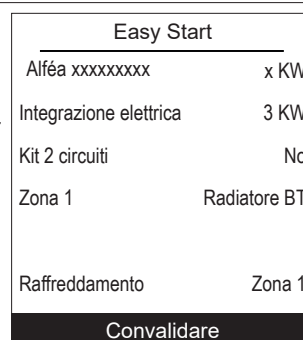 Easy Start
Alféa xxxxxxxxx x KW
Integrazione elettrica 3 KW
Kit 2 circuiti No
Zona 1 Radiatore BT
Raffreddamento Zona 1
Convalidare